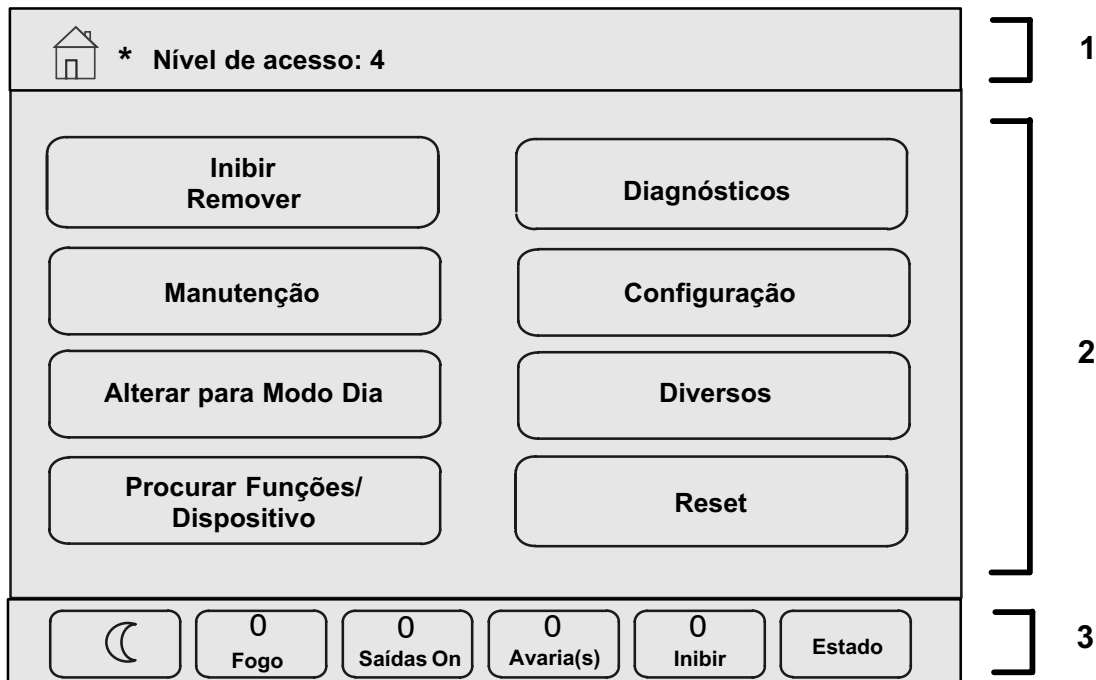 * Nível de acesso: 4
1
Inibir
Remover
Diagnósticos
Manutenção
Configuração
2
Alterar para Modo Dia
Diversos
Procurar Funções/
Dispositivo
Reset
0
Fogo
0
Saídas On
0
Avaria(s)
0
Inibir
Estado
3